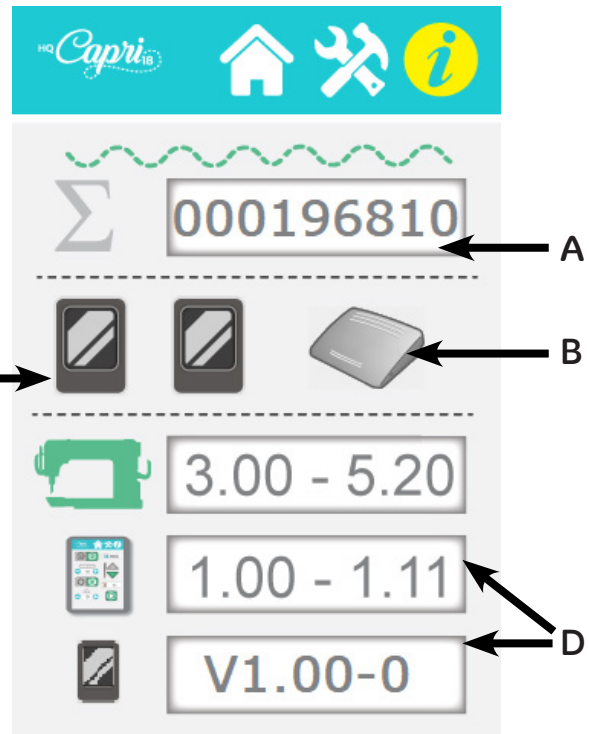 HQ Capri 18
i
Σ 000196810
A
B
3.00 - 5.20
1.00 - 1.11
D
V1.00-0